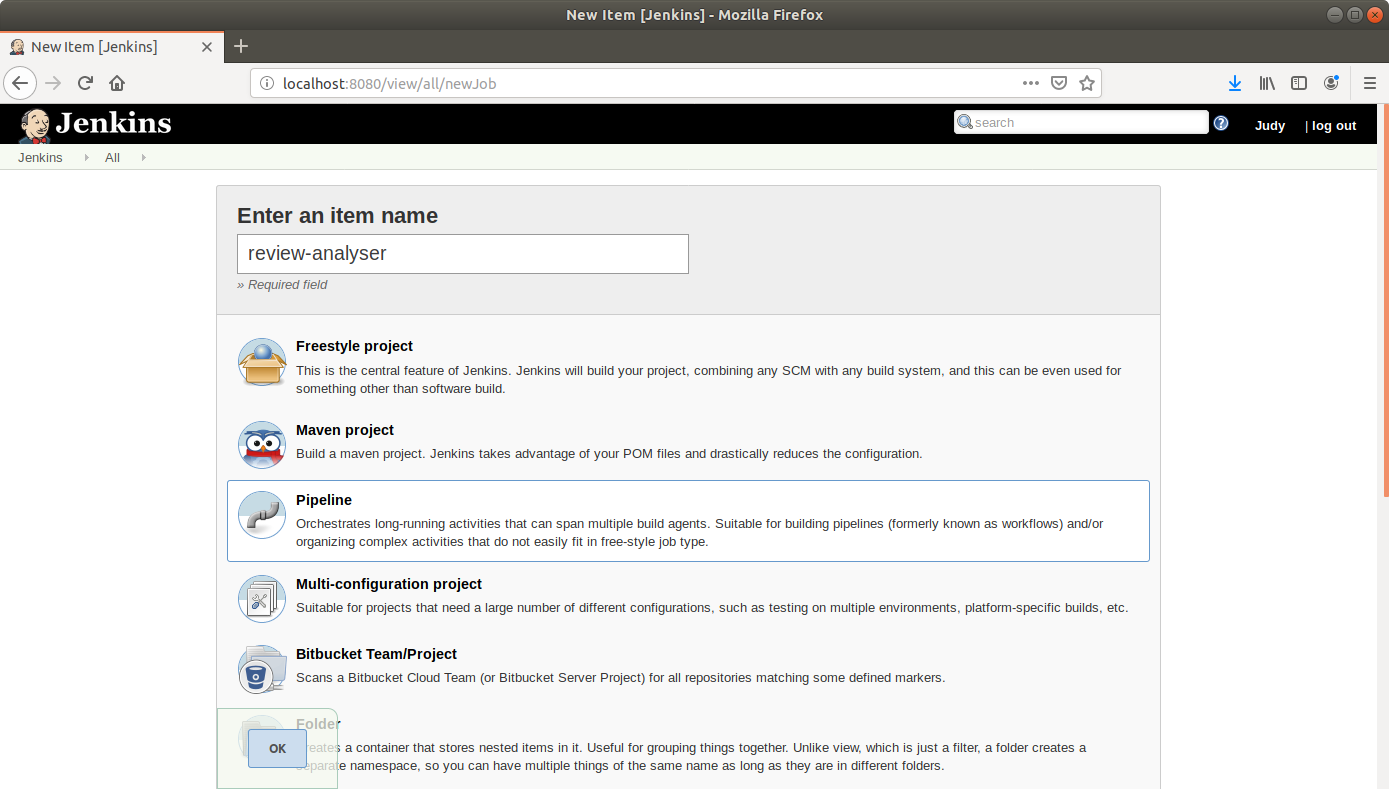 New Item [Jenkins] - Mozilla Firefox
New Item [Jenkins]
localhost:8080/view/all/newJob
Jenkins
search
Judy
| log out
Jenkins
All
Enter an item name
review-analyser
» Required field
Freestyle project
This is the central feature of Jenkins. Jenkins will build your project, combining any SCM with any build system, and this can be even used for
something other than software build.
Maven project
Build a maven project. Jenkins takes advantage of your POM files and drastically reduces the configuration.
Pipeline
Orchestrates long-running activities that can span multiple build agents. Suitable for building pipelines (formerly known as workflows) and/or
organizing complex activities that do not easily fit in free-style job type.
Multi-configuration project
Suitable for projects that need a large number of different configurations, such as testing on multiple environments, platform-specific builds, etc.
Bitbucket Team/Project
Scans a Bitbucket Cloud Team (or Bitbucket Server Project) for all repositories matching some defined markers.
Folder
Creates a container that stores nested items in it. Useful for grouping things together. Unlike view, which is just a filter, a folder creates a
separate namespace, so you can have multiple things of the same name as long as they are in different folders.
OK